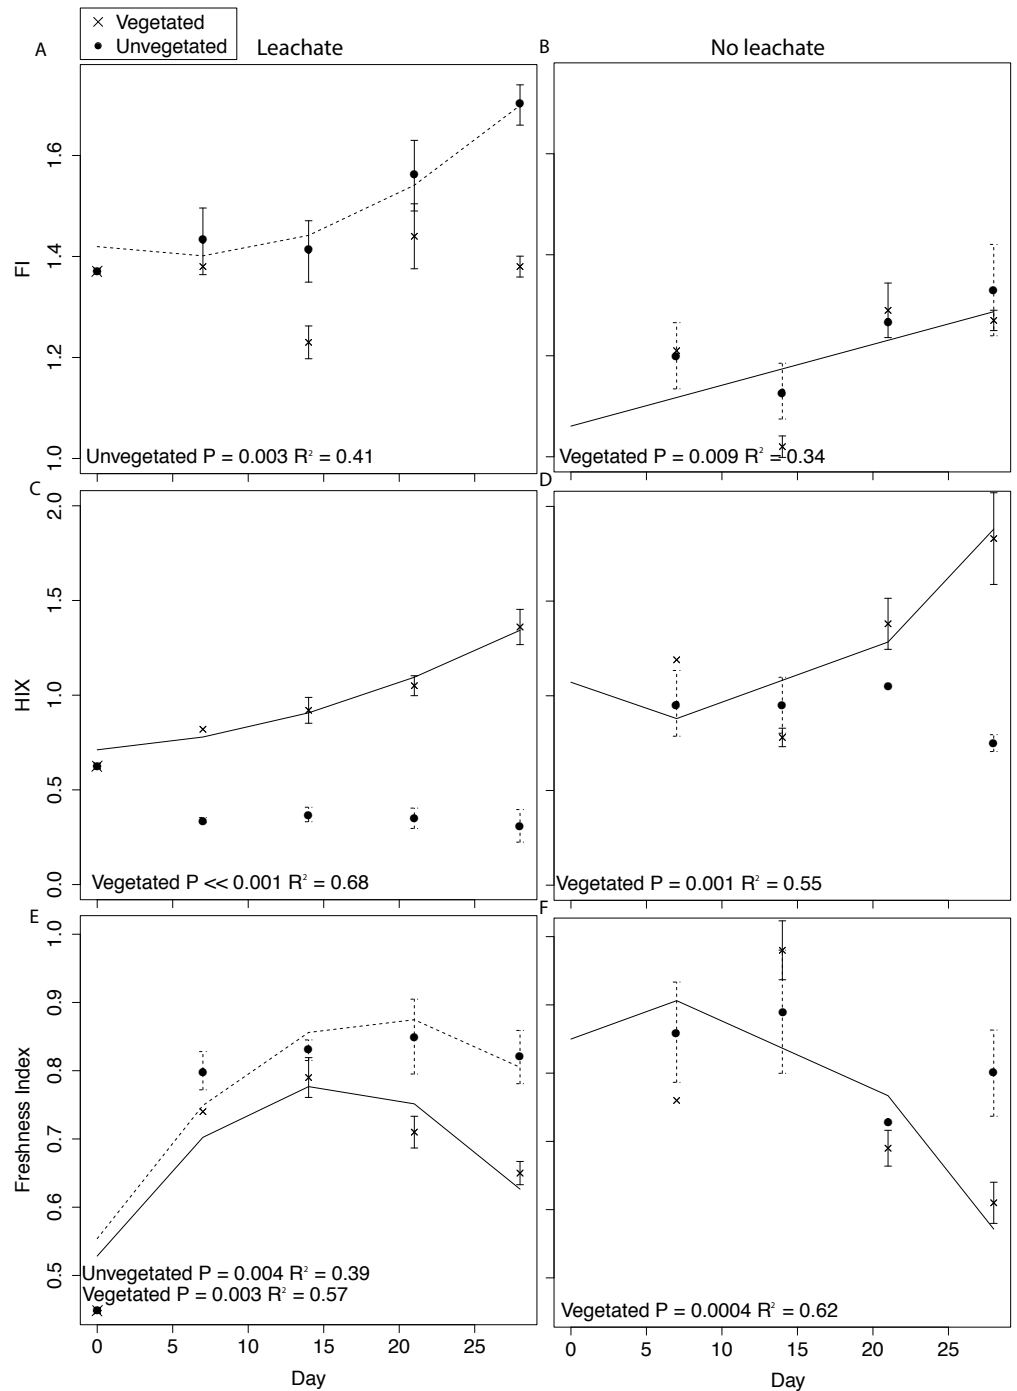 × Vegetated
● Unvegetated
A
Leachate
B
No leachate
FI
1.0 1.2 1.4 1.6
Unvegetated P = 0.003 R² = 0.41
Vegetated P = 0.009 R² = 0.34
C
D
HIX
0.0 0.5 1.0 1.5 2.0
Vegetated P << 0.001 R² = 0.68
Vegetated P = 0.001 R² = 0.55
E
F
Freshness Index
0.5 0.6 0.7 0.8 0.9 1.0
Unvegetated P = 0.004 R² = 0.39
Vegetated P = 0.003 R² = 0.57
Vegetated P = 0.0004 R² = 0.62
0 5 10 15 20 25
0 5 10 15 20 25
Day
Day